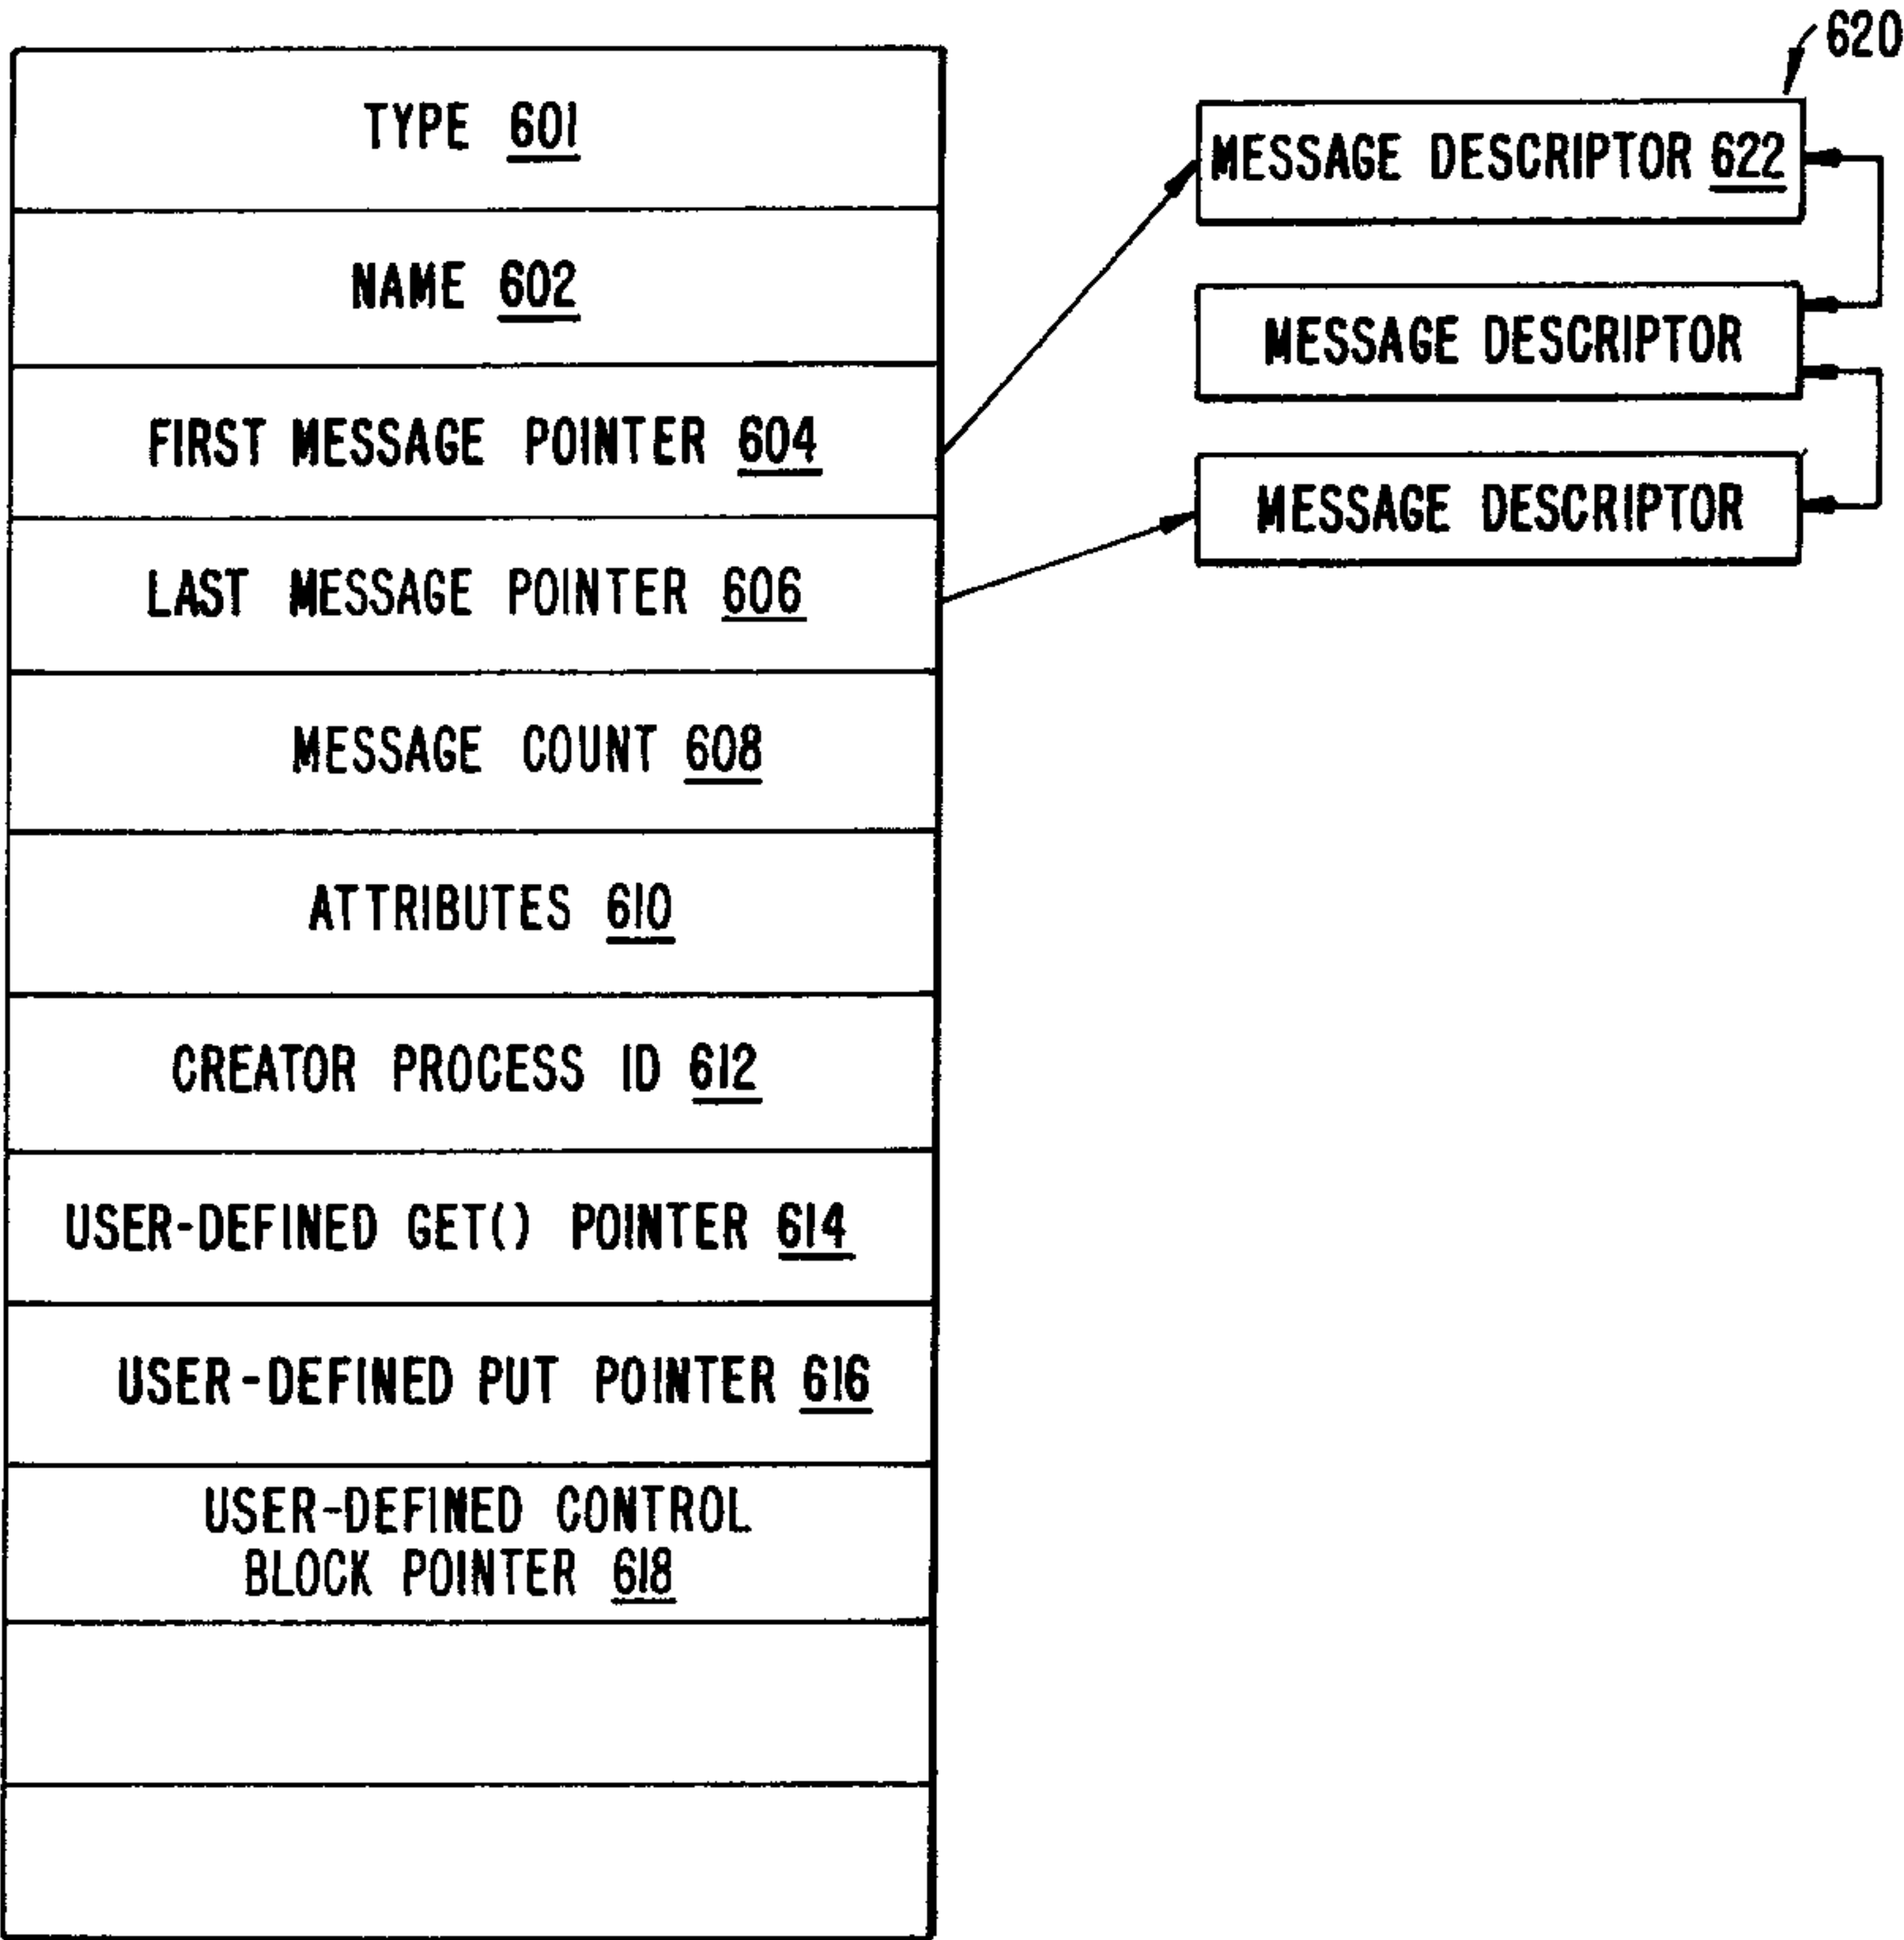 TYPE 601
NAME 602
FIRST MESSAGE POINTER 604
LAST MESSAGE POINTER 606
MESSAGE COUNT 608
ATTRIBUTES 610
CREATOR PROCESS ID 612
USER-DEFINED GET() POINTER 614
USER-DEFINED PUT POINTER 616
USER-DEFINED CONTROL
BLOCK POINTER 618
620
MESSAGE DESCRIPTOR 622
MESSAGE DESCRIPTOR
MESSAGE DESCRIPTOR